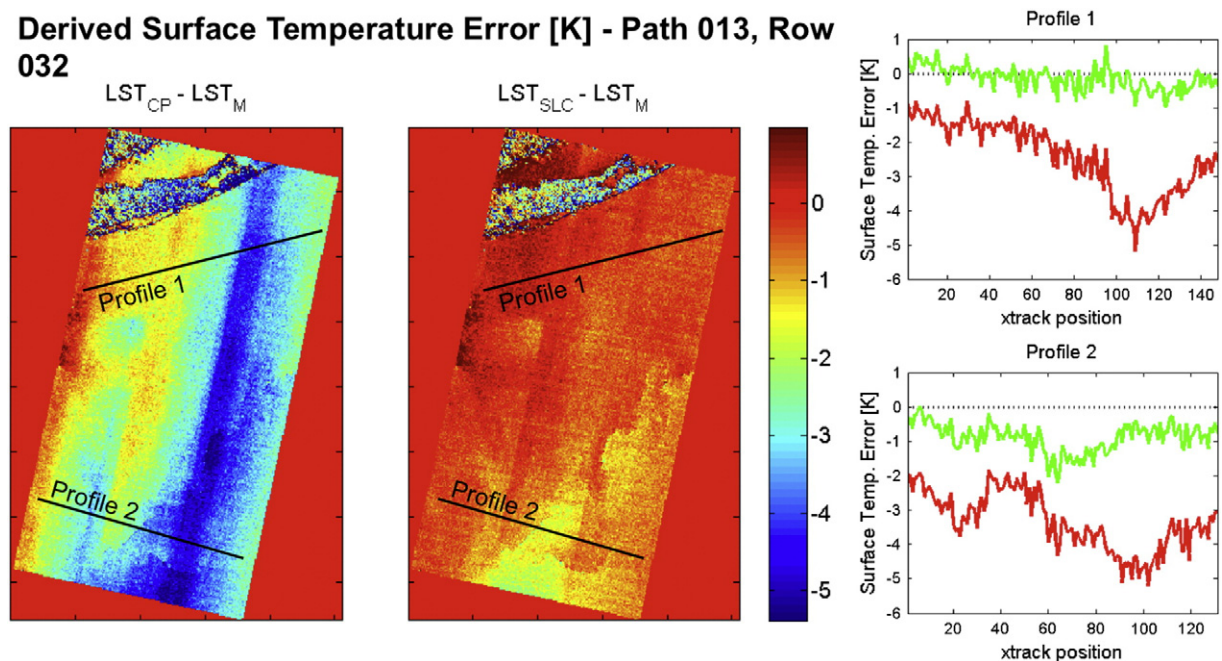 Derived Surface Temperature Error [K] - Path 013, Row
032
LST_CP - LST_M
LST_SLC - LST_M
Profile 1
Profile 2
Profile 1
Profile 2
0
-1
-2
-3
-4
-5
Profile 1
Surface Temp. Error [K]
1
0
-1
-2
-3
-4
-5
-6
20 40 60 80 100 120 140
xtrack position
Profile 2
Surface Temp. Error [K]
1
0
-1
-2
-3
-4
-5
-6
20 40 60 80 100 120
xtrack position